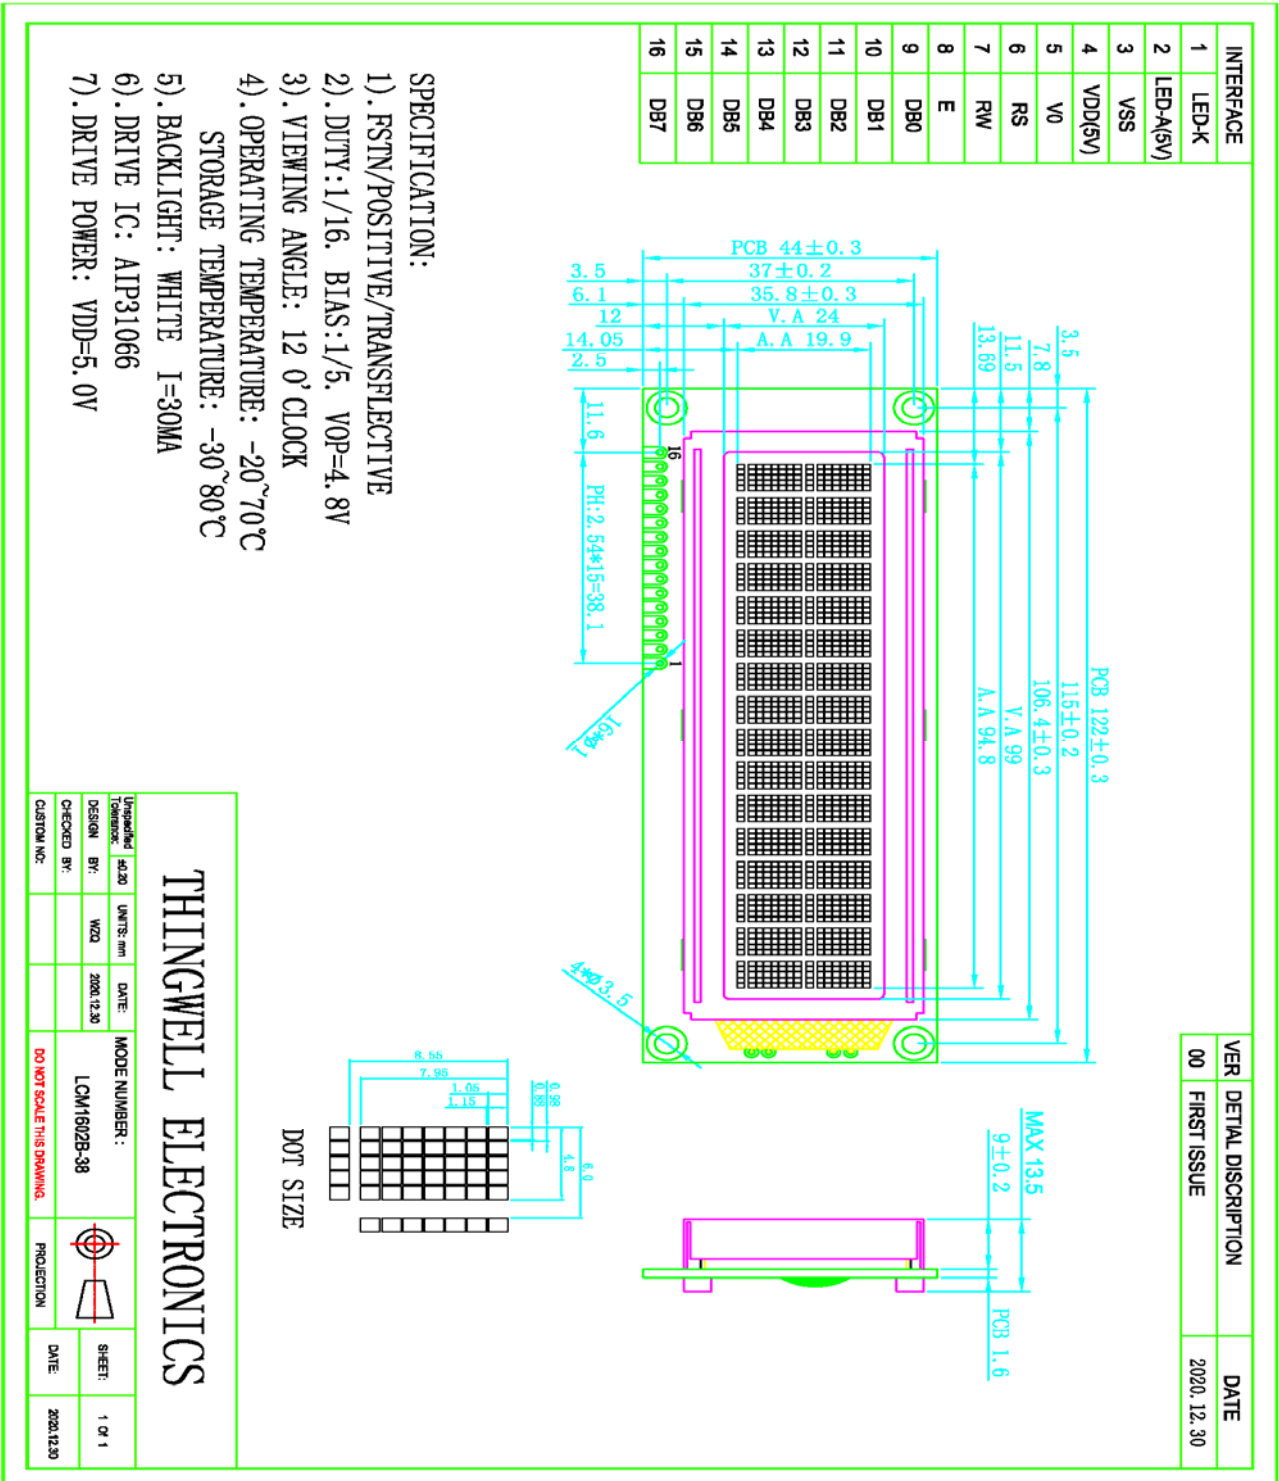 INTERFACE
1 LED-K
2 LED-A(5V)
3 VSS
4 VDD(5V)
5 V0
6 RS
7 RW
8 E
9 DB0
10 DB1
11 DB2
12 DB3
13 DB4
14 DB5
15 DB6
16 DB7
VER DETIAL DISCRIPTION DATE
00 FIRST ISSUE 2020.12.30
PCB 122±0.3
115±0.2
106.4±0.3
V.A 99
A.A 94.8
3.5
7.8
11.5
13.69
PCB 44±0.3
37±0.2
35.8±0.3
V.A 24
A.A 19.9
3.5
6.1
12
14.05
2.5
11.6
PH:2.54*15=38.1
16
1
16*Ø1
4*Ø3.5
MAX 13.5
9±0.2
PCB 1.6
SPECIFICATION:
1).FSTN/POSITIVE/TRANSFLECTIVE
2).DUTY:1/16. BIAS:1/5. VOP=4.8V
3).VIEWING ANGLE: 12 O'CLOCK
4).OPERATING TEMPERATURE: -20~70℃
STORAGE TEMPERATURE: -30~80℃
5).BACKLIGHT: WHITE I=30MA
6).DRIVE IC: AIP31066
7).DRIVE POWER: VDD=5.0V
8.55
7.95
1.05
1.15
0.98
0.88
4.8
6.0
DOT SIZE
THINGWELL ELECTRONICS
Unspecified Tolerance: ±0.20 UNITS: mm DATE:
DESIGN BY: WZQ 2020.12.30
CHECKED BY:
CUSTOM NO:
MODE NUMBER :
LCM1602B-38
DO NOT SCALE THIS DRAWING.
PROJECTION
SHEET: 1 Of 1
DATE: 2020.12.30